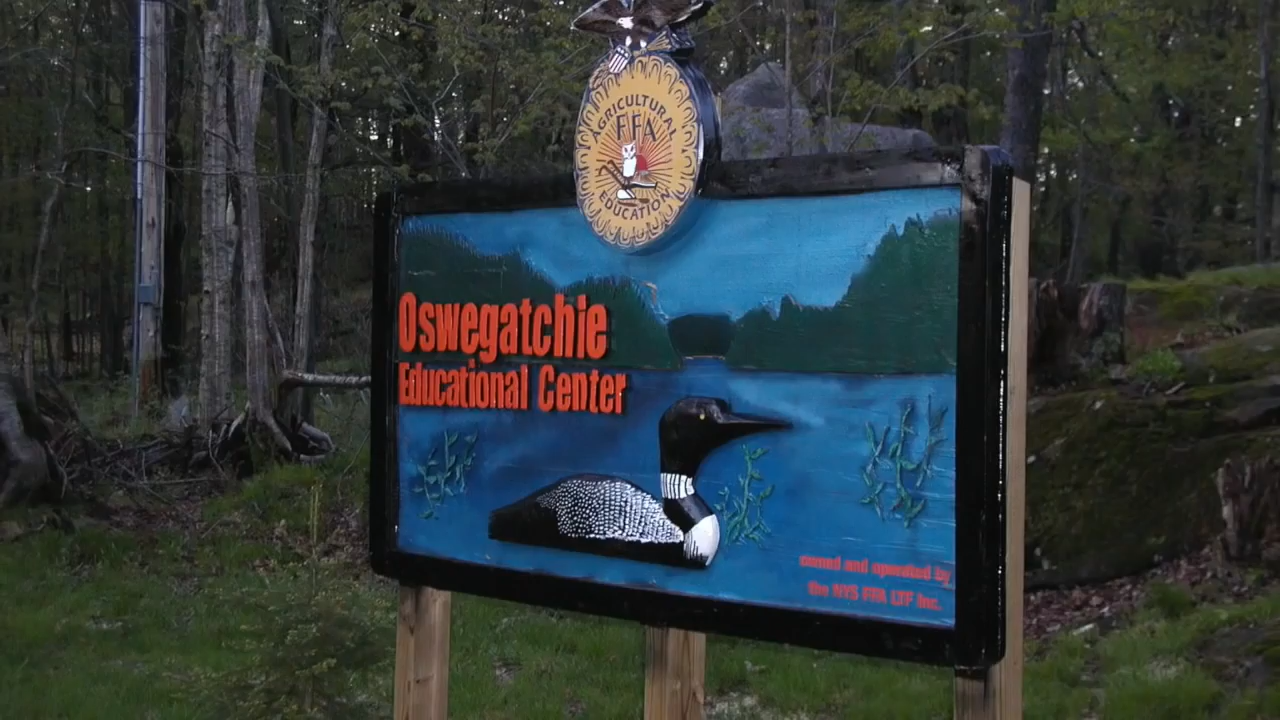 AGRICULTURAL
FFA
EDUCATION
Oswegatchie
Educational Center
owned and operated by
the NYS FFA LTF Inc.